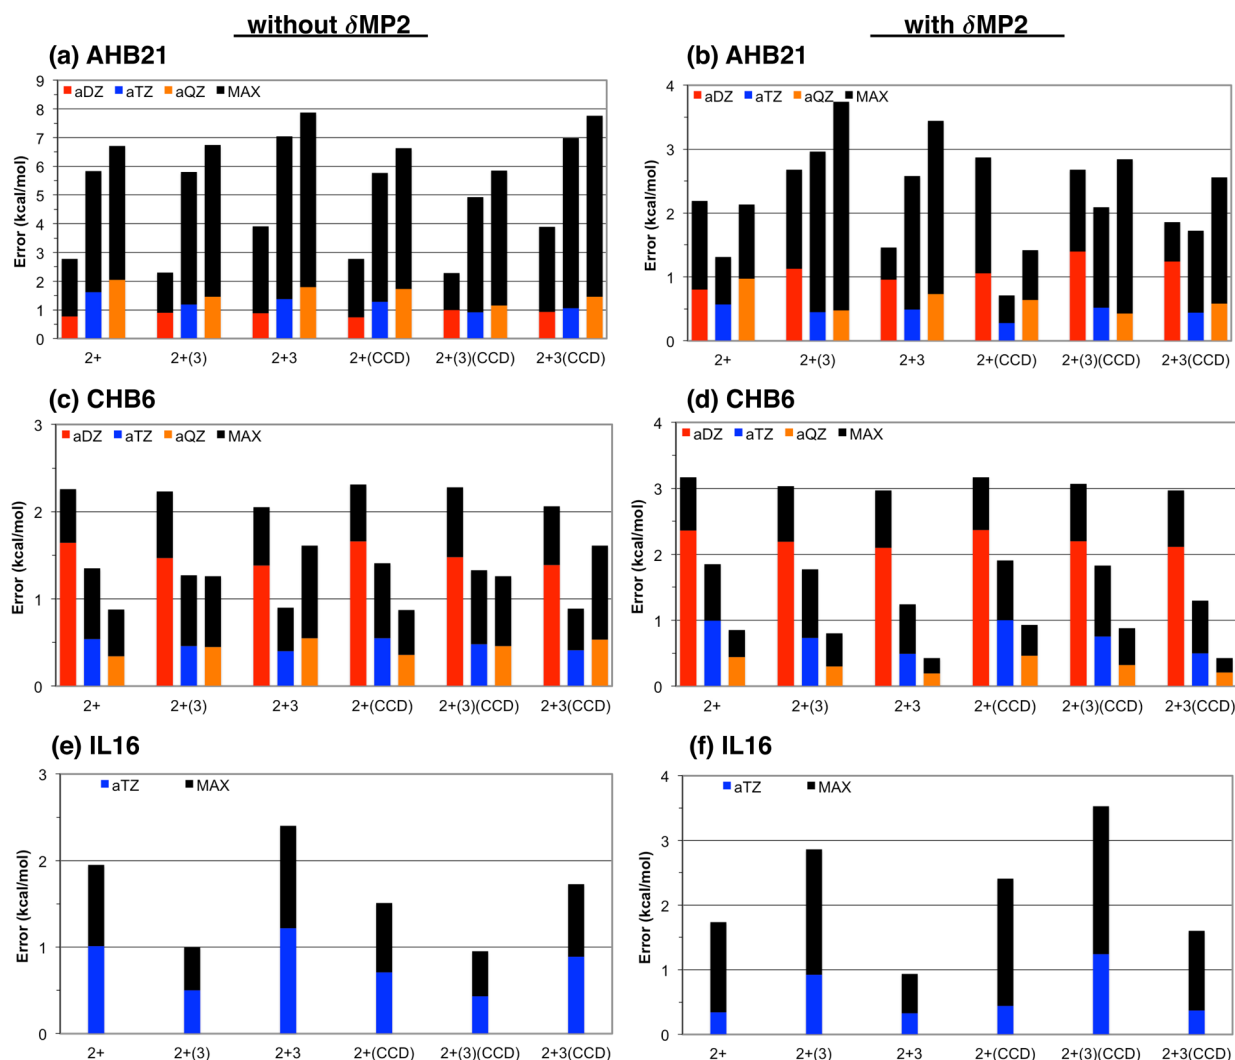 without δMP2
with δMP2
(a) AHB21
(b) AHB21
aDZ aTZ aQZ MAX
9
8
7
6
5
4
3
2
1
0
Error (kcal/mol)
2+ 2+(3) 2+3 2+(CCD) 2+(3)(CCD) 2+3(CCD)
aDZ aTZ aQZ MAX
4
3
2
1
0
Error (kcal/mol)
2+ 2+(3) 2+3 2+(CCD) 2+(3)(CCD) 2+3(CCD)
(c) CHB6
(d) CHB6
aDZ aTZ aQZ MAX
3
2
1
0
Error (kcal/mol)
2+ 2+(3) 2+3 2+(CCD) 2+(3)(CCD) 2+3(CCD)
aDZ aTZ aQZ MAX
4
3
2
1
0
Error (kcal/mol)
2+ 2+(3) 2+3 2+(CCD) 2+(3)(CCD) 2+3(CCD)
(e) IL16
(f) IL16
aTZ MAX
3
2
1
0
Error (kcal/mol)
2+ 2+(3) 2+3 2+(CCD) 2+(3)(CCD) 2+3(CCD)
aTZ MAX
4
3
2
1
0
Error (kcal/mol)
2+ 2+(3) 2+3 2+(CCD) 2+(3)(CCD) 2+3(CCD)